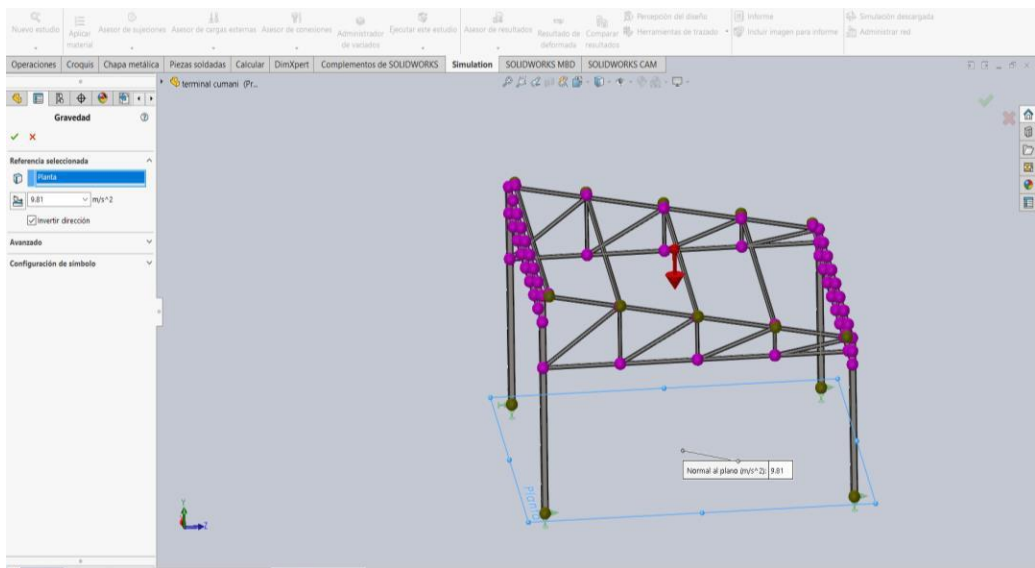 Nuevo estudio
Aplicar material
Asesor de sujeciones
Asesor de cargas externas
Asesor de conexiones
Administrador de vaciados
Ejecutar este estudio
Asesor de resultados
Resultado de deformada
Comparar resultados
Percepción del diseño
Herramientas de trazado
Informe
Incluir imagen para informe
Simulación descargada
Administrar red
Operaciones Croquis Chapa metálica Piezas soldadas Calcular DimXpert Complementos de SOLIDWORKS Simulation SOLIDWORKS MBD SOLIDWORKS CAM
terminal cumani (Pr...
Gravedad
Referencia seleccionada
Planta
9.81 m/s^2
Invertir dirección
Avanzado
Configuración de símbolo
Normal al plano (m/s^2): 9.81
Planta
Y
Z